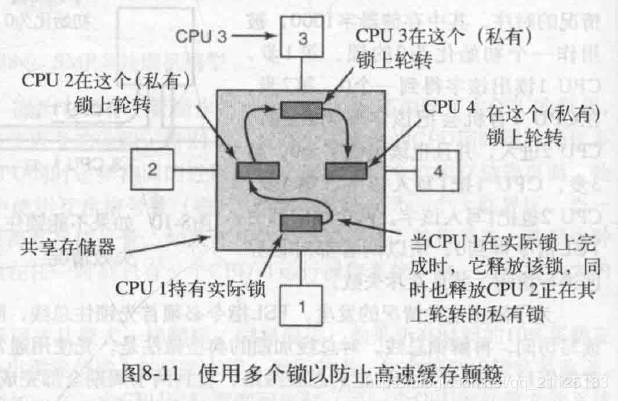 CPU 3
3
CPU 3在这个 (私有)
锁上轮转
CPU 2在这个(私有)
锁上轮转
CPU 4 在这个(私有)
锁上轮转
2
4
共享存储器
CPU 1持有实际锁
1
当CPU 1在实际锁上完
成时，它释放该锁，同
时也释放CPU 2正在其
上轮转的私有锁
图8-11 使用多个锁以防止高速缓存颠簸